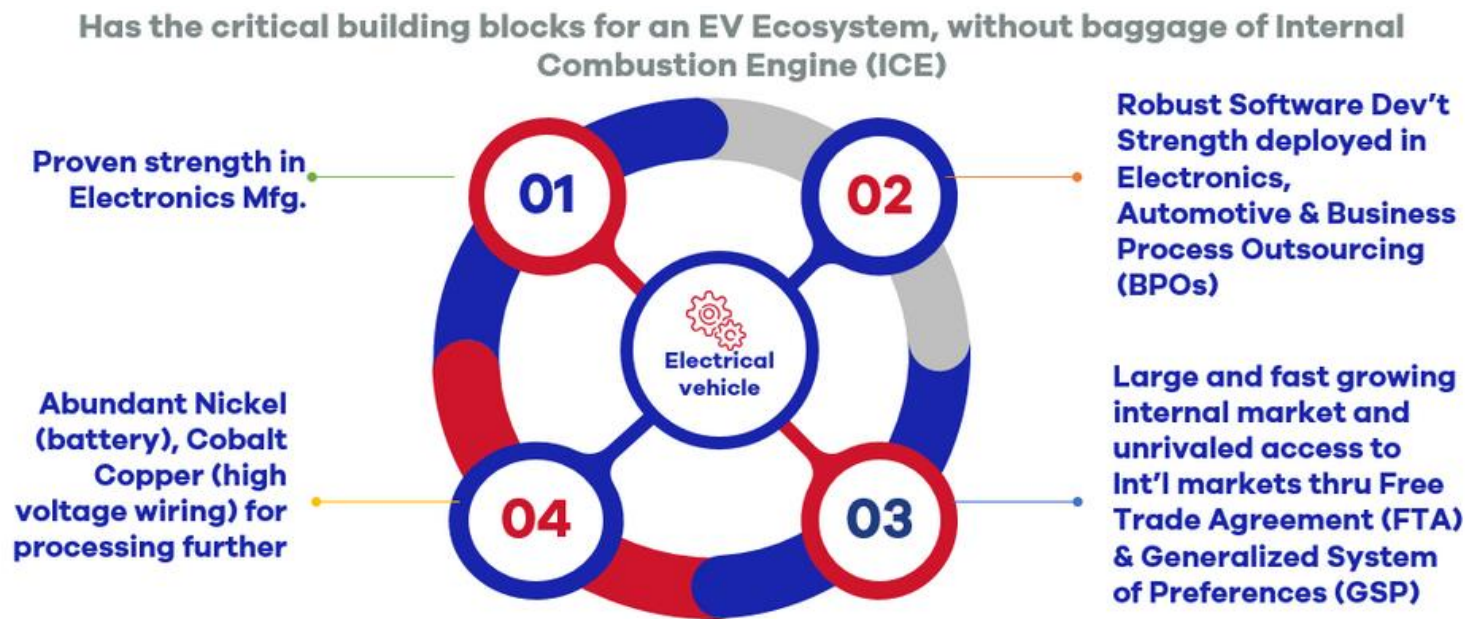 Has the critical building blocks for an EV Ecosystem, without baggage of Internal
Combustion Engine (ICE)
Proven strength in
Electronics Mfg.
01
02
Robust Software Dev't
Strength deployed in
Electronics,
Automotive & Business
Process Outsourcing
(BPOs)
Electrical
vehicle
Abundant Nickel
(battery), Cobalt
Copper (high
voltage wiring) for
processing further
04
03
Large and fast growing
internal market and
unrivaled access to
Int'l markets thru Free
Trade Agreement (FTA)
& Generalized System
of Preferences (GSP)